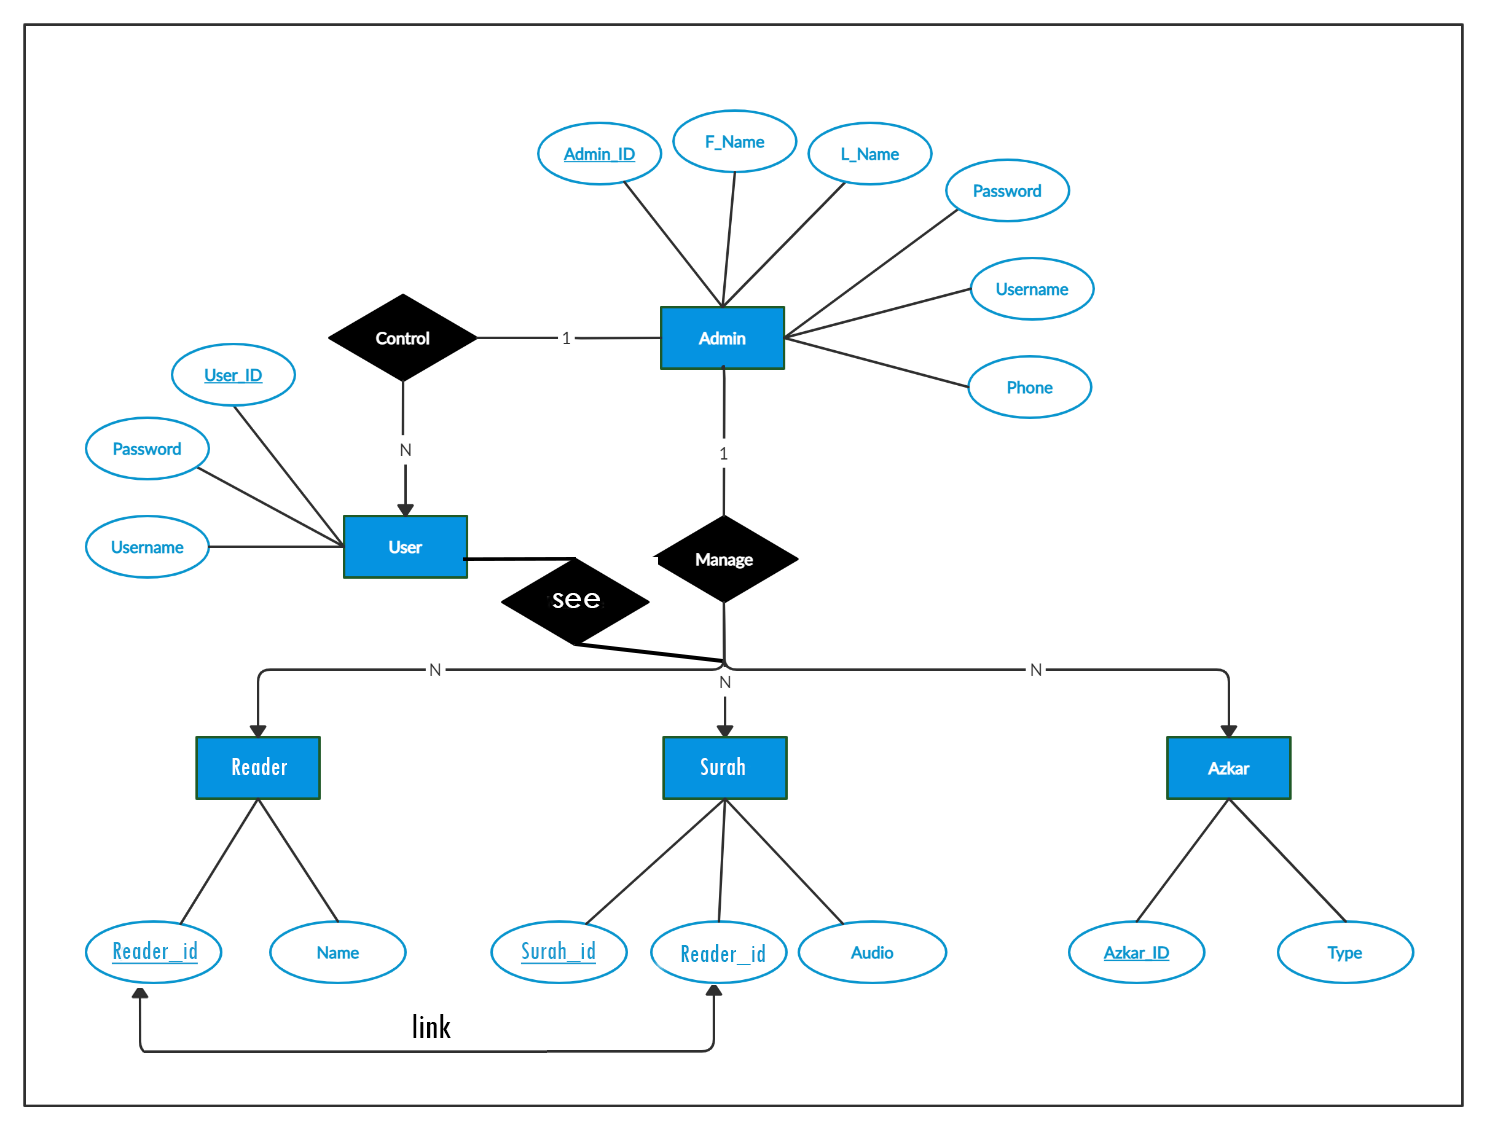 F_Name
Admin_ID
L_Name
Password
Username
Control
1
Admin
User_ID
Phone
Password
N
1
Username
User
Manage
see
N
N
N
Reader
Surah
Azkar
Reader_id
Name
Surah_id
Reader_id
Audio
Azkar_ID
Type
link